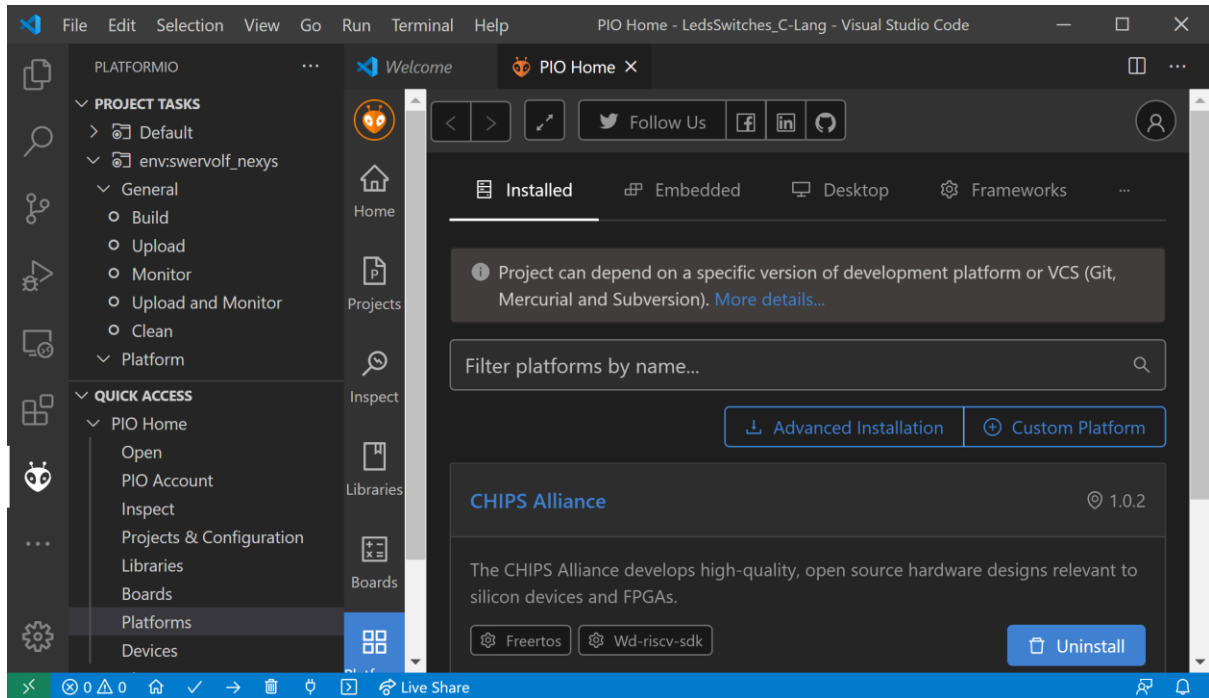 File Edit Selection View Go Run Terminal Help PIO Home - LedsSwitches_C-Lang - Visual Studio Code
PLATFORMIO
PROJECT TASKS
Default
env:swervolf_nexys
General
Build
Upload
Monitor
Upload and Monitor
Clean
Platform
QUICK ACCESS
PIO Home
Open
PIO Account
Inspect
Projects & Configuration
Libraries
Boards
Platforms
Devices
Welcome PIO Home
Home
Projects
Inspect
Libraries
Boards
Follow Us
Installed Embedded Desktop Frameworks
Project can depend on a specific version of development platform or VCS (Git,
Mercurial and Subversion). More details...
Filter platforms by name...
Advanced Installation Custom Platform
CHIPS Alliance 1.0.2
The CHIPS Alliance develops high-quality, open source hardware designs relevant to
silicon devices and FPGAs.
Freertos Wd-riscv-sdk Uninstall
0 0 Live Share